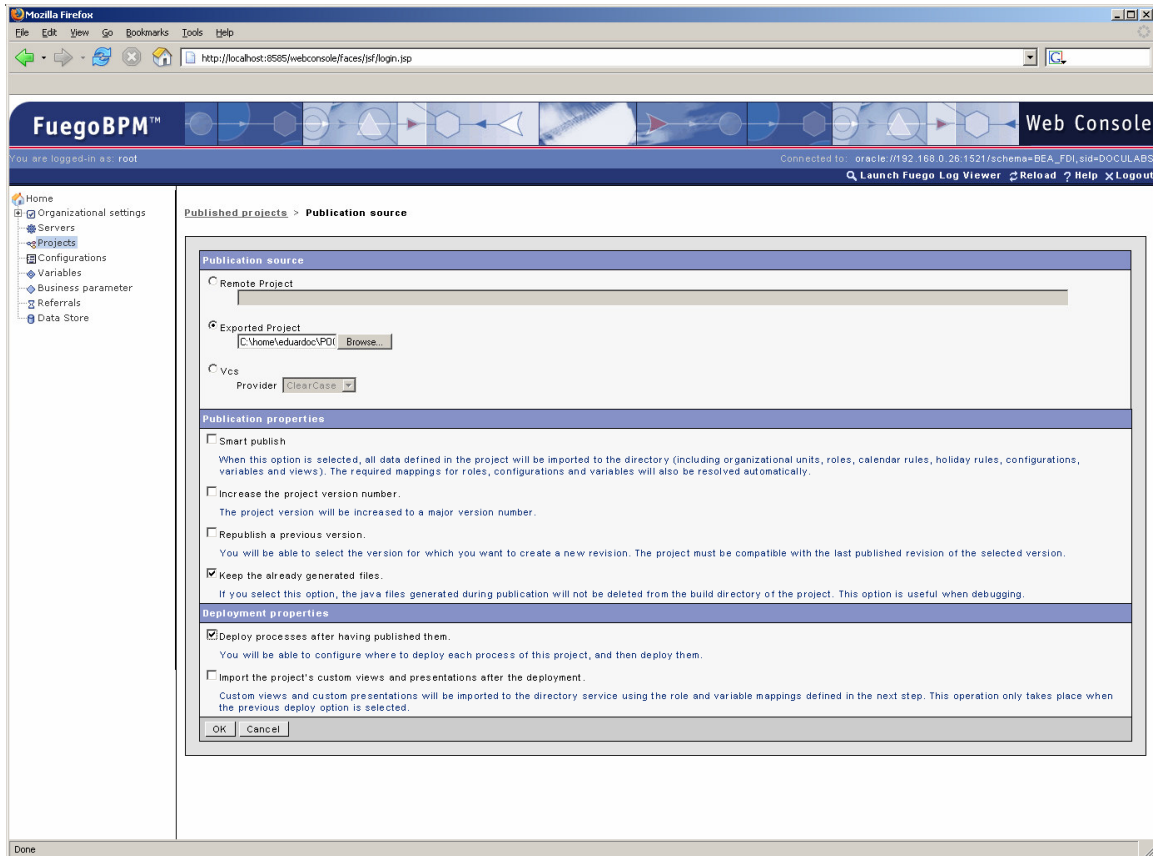 Mozilla Firefox
File Edit View Go Bookmarks Tools Help
http://localhost:8585/webconsole/faces/jsf/login.jsp
G
FuegoBPM™
Web Console
You are logged-in as: root
Connected to: oracle://192.168.0.26:1521/schema=BEA_FDI,sid=DOCULABS
Launch Fuego Log Viewer Reload ? Help Logout
Home
Organizational settings
Servers
Projects
Configurations
Variables
Business parameter
Referrals
Data Store
Published projects > Publication source
Publication source
Remote Project
Exported Project
C:\home\eduardoc\PO( Browse...
Vcs
Provider ClearCase
Publication properties
Smart publish
When this option is selected, all data defined in the project will be imported to the directory (including organizational units, roles, calendar rules, holiday rules, configurations,
variables and views). The required mappings for roles, configurations and variables will also be resolved automatically.
Increase the project version number.
The project version will be increased to a major version number.
Republish a previous version.
You will be able to select the version for which you want to create a new revision. The project must be compatible with the last published revision of the selected version.
Keep the already generated files.
If you select this option, the java files generated during publication will not be deleted from the build directory of the project. This option is useful when debugging.
Deployment properties
Deploy processes after having published them.
You will be able to configure where to deploy each process of this project, and then deploy them.
Import the project's custom views and presentations after the deployment.
Custom views and custom presentations will be imported to the directory service using the role and variable mappings defined in the next step. This operation only takes place when
the previous deploy option is selected.
OK Cancel
Done